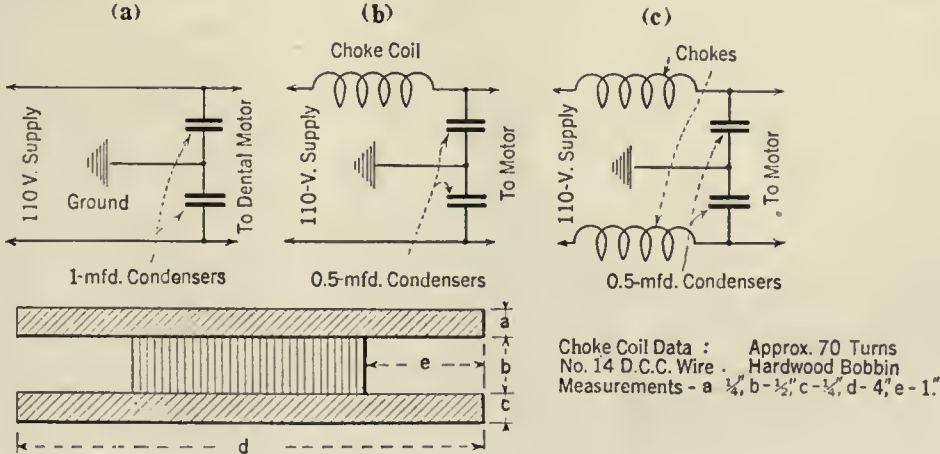 (a)
(b)
(c)
110 V. Supply
Ground
To Dental Motor
1-mfd. Condensers
Choke Coil
110-V. Supply
To Motor
0.5-mfd. Condensers
Chokes
110-V. Supply
To Motor
0.5-mfd. Condensers
a
b
c
e
d
Choke Coil Data : Approx. 70 Turns
No. 14 D.C.C. Wire . Hardwood Bobbin
Measurements - a ¼", b - ½", c - ¼", d - 4", e - 1."